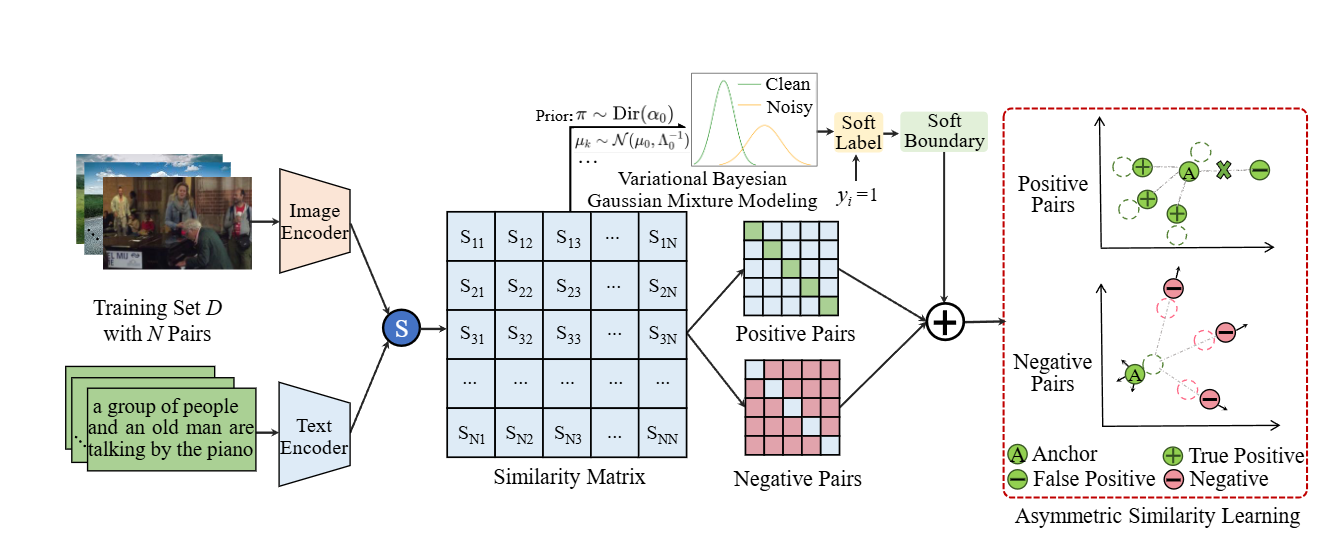 Training Set D
with N Pairs
EL MU
a group of people
and an old man are
talking by the piano
Image
Encoder
Text
Encoder
S
Prior: π ∼ Dir(α₀)
μₖ ∼ 𝒩(μ₀, Λ₀⁻¹)
...
Clean
Noisy
Variational Bayesian
Gaussian Mixture Modeling
Soft
Label
yᵢ=1
Soft
Boundary
S₁₁ S₁₂ S₁₃ ... S₁N
S₂₁ S₂₂ S₂₃ ... S₂N
S₃₁ S₃₂ S₃₃ ... S₃N
... ... ... ... ...
SN₁ SN₂ SN₃ ... SNN
Similarity Matrix
Positive Pairs
Negative Pairs
+
Positive
Pairs
A
Negative
Pairs
A
A Anchor
+ True Positive
− False Positive
− Negative
Asymmetric Similarity Learning